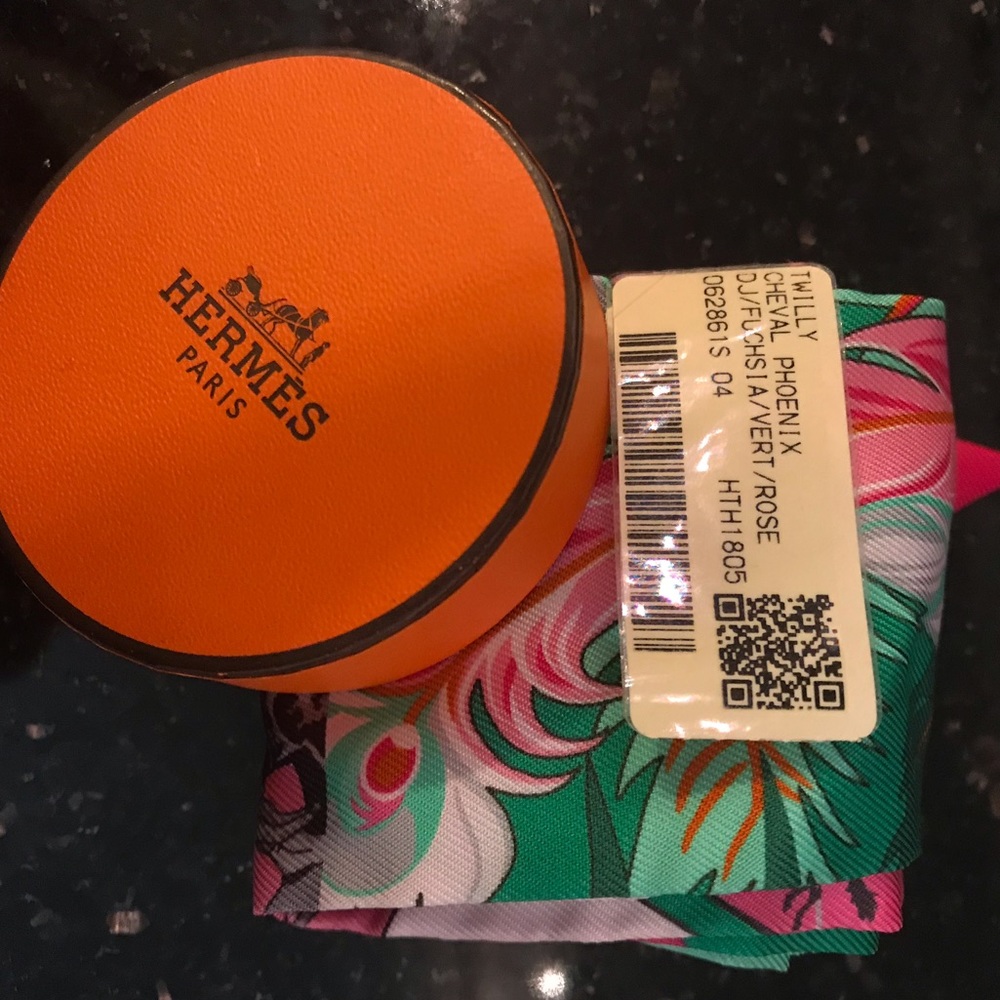 HERMÈS
PARIS
TWILLY
CHEVAL PHOENIX
DJ/FUCHSIA/VERT/ROSE
062861S 04 HTH1805